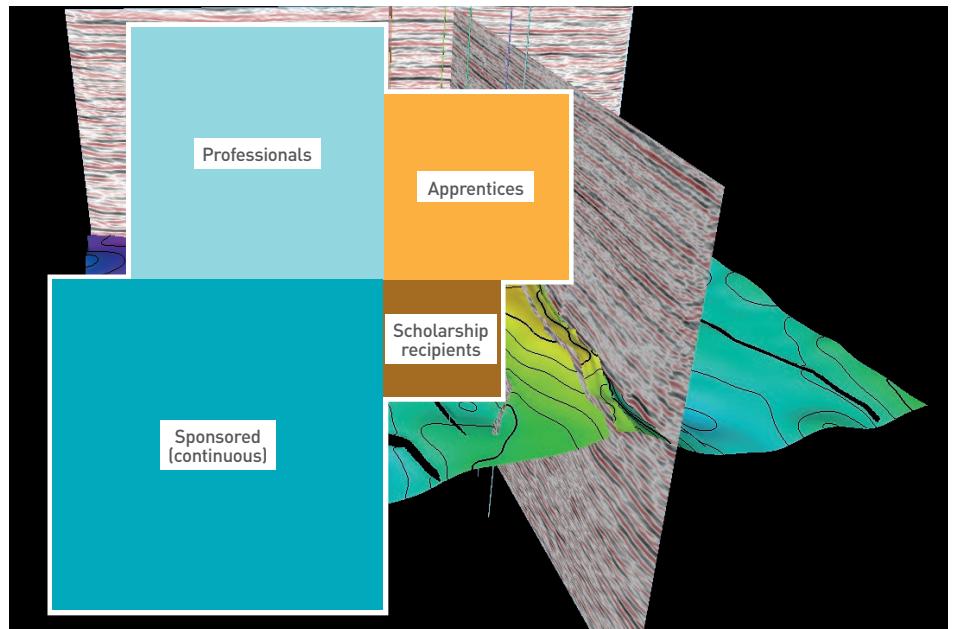 Professionals
Apprentices
Scholarship
recipients
Sponsored
(continuous)